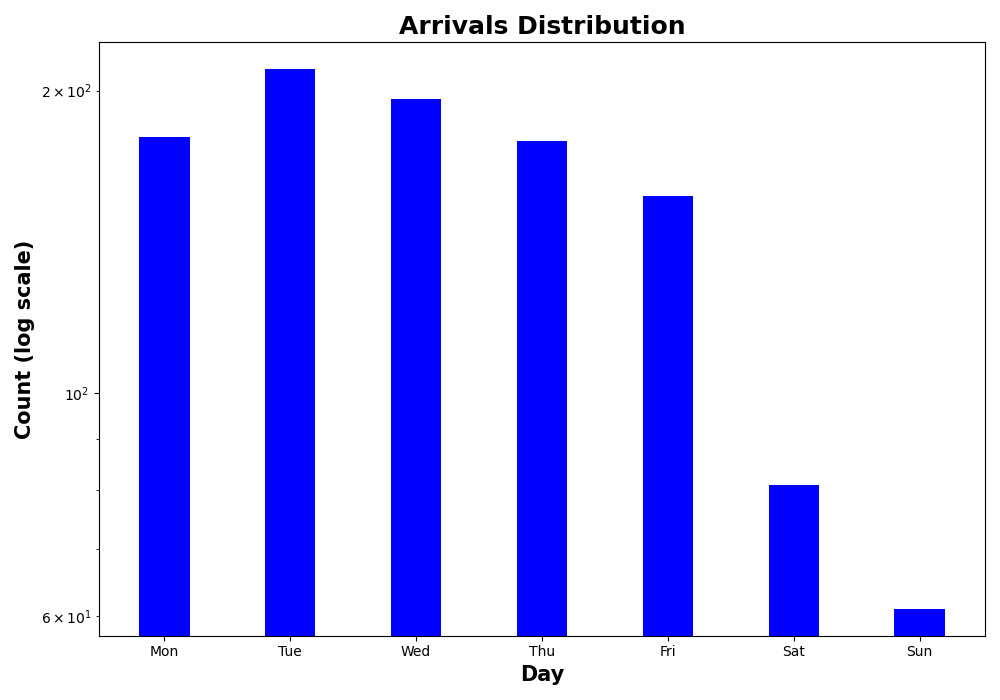 Arrivals Distribution
Count (log scale)
2 × 10²
10²
6 × 10¹
Mon Tue Wed Thu Fri Sat Sun
Day